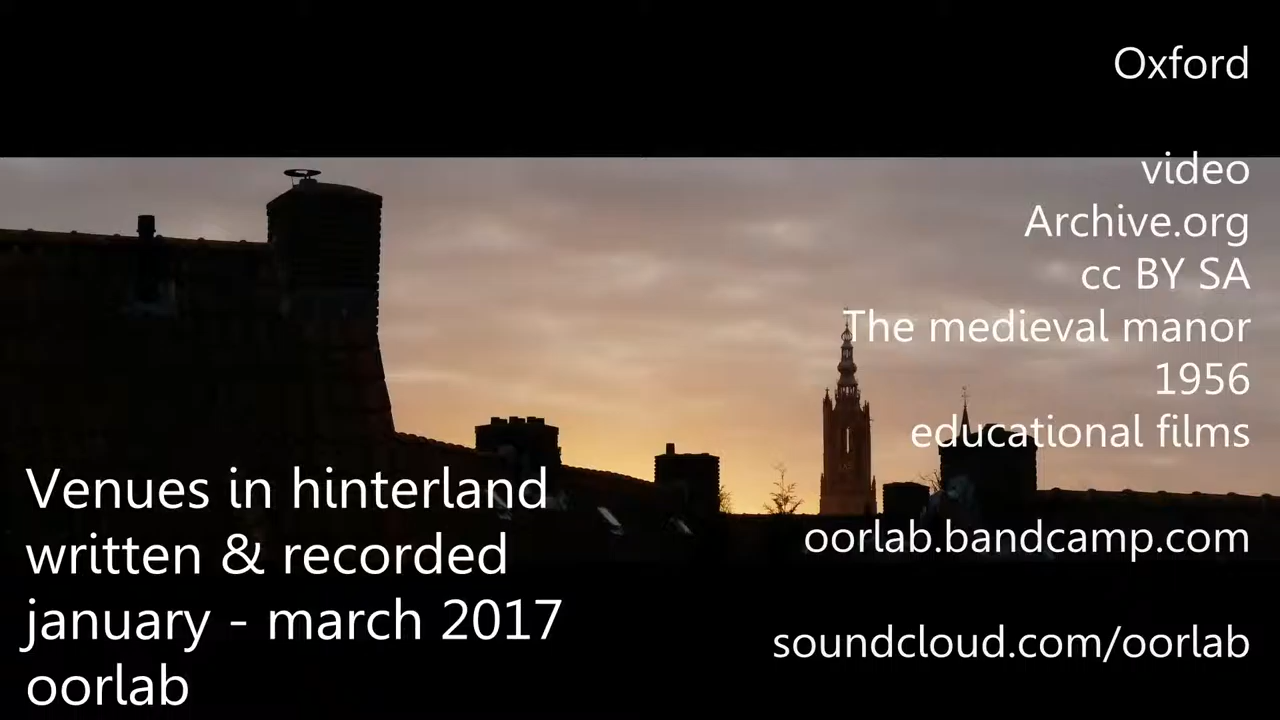 Oxford
video
Archive.org
cc BY SA
The medieval manor
1956
educational films
oorlab.bandcamp.com
soundcloud.com/oorlab
Venues in hinterland
written & recorded
january - march 2017
oorlab